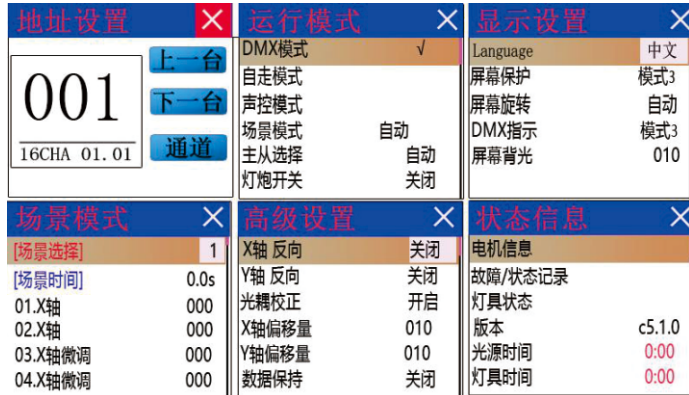 地址设置
001
16CHA 01.01
上一台
下一台
通道
运行模式
DMX模式 √
自走模式
声控模式
场景模式 自动
主从选择 自动
灯炮开关 关闭
显示设置
Language 中文
屏幕保护 模式3
屏幕旋转 自动
DMX指示 模式3
屏幕背光 010
场景模式
[场景选择] 1
[场景时间] 0.0s
01.X轴 000
02.X轴 000
03.X轴微调 000
04.X轴微调 000
高级设置
X轴 反向 关闭
Y轴 反向 关闭
光耦校正 开启
X轴偏移量 010
Y轴偏移量 010
数据保持 关闭
状态信息
电机信息
故障/状态记录
灯具状态
版本 c5.1.0
光源时间 0:00
灯具时间 0:00